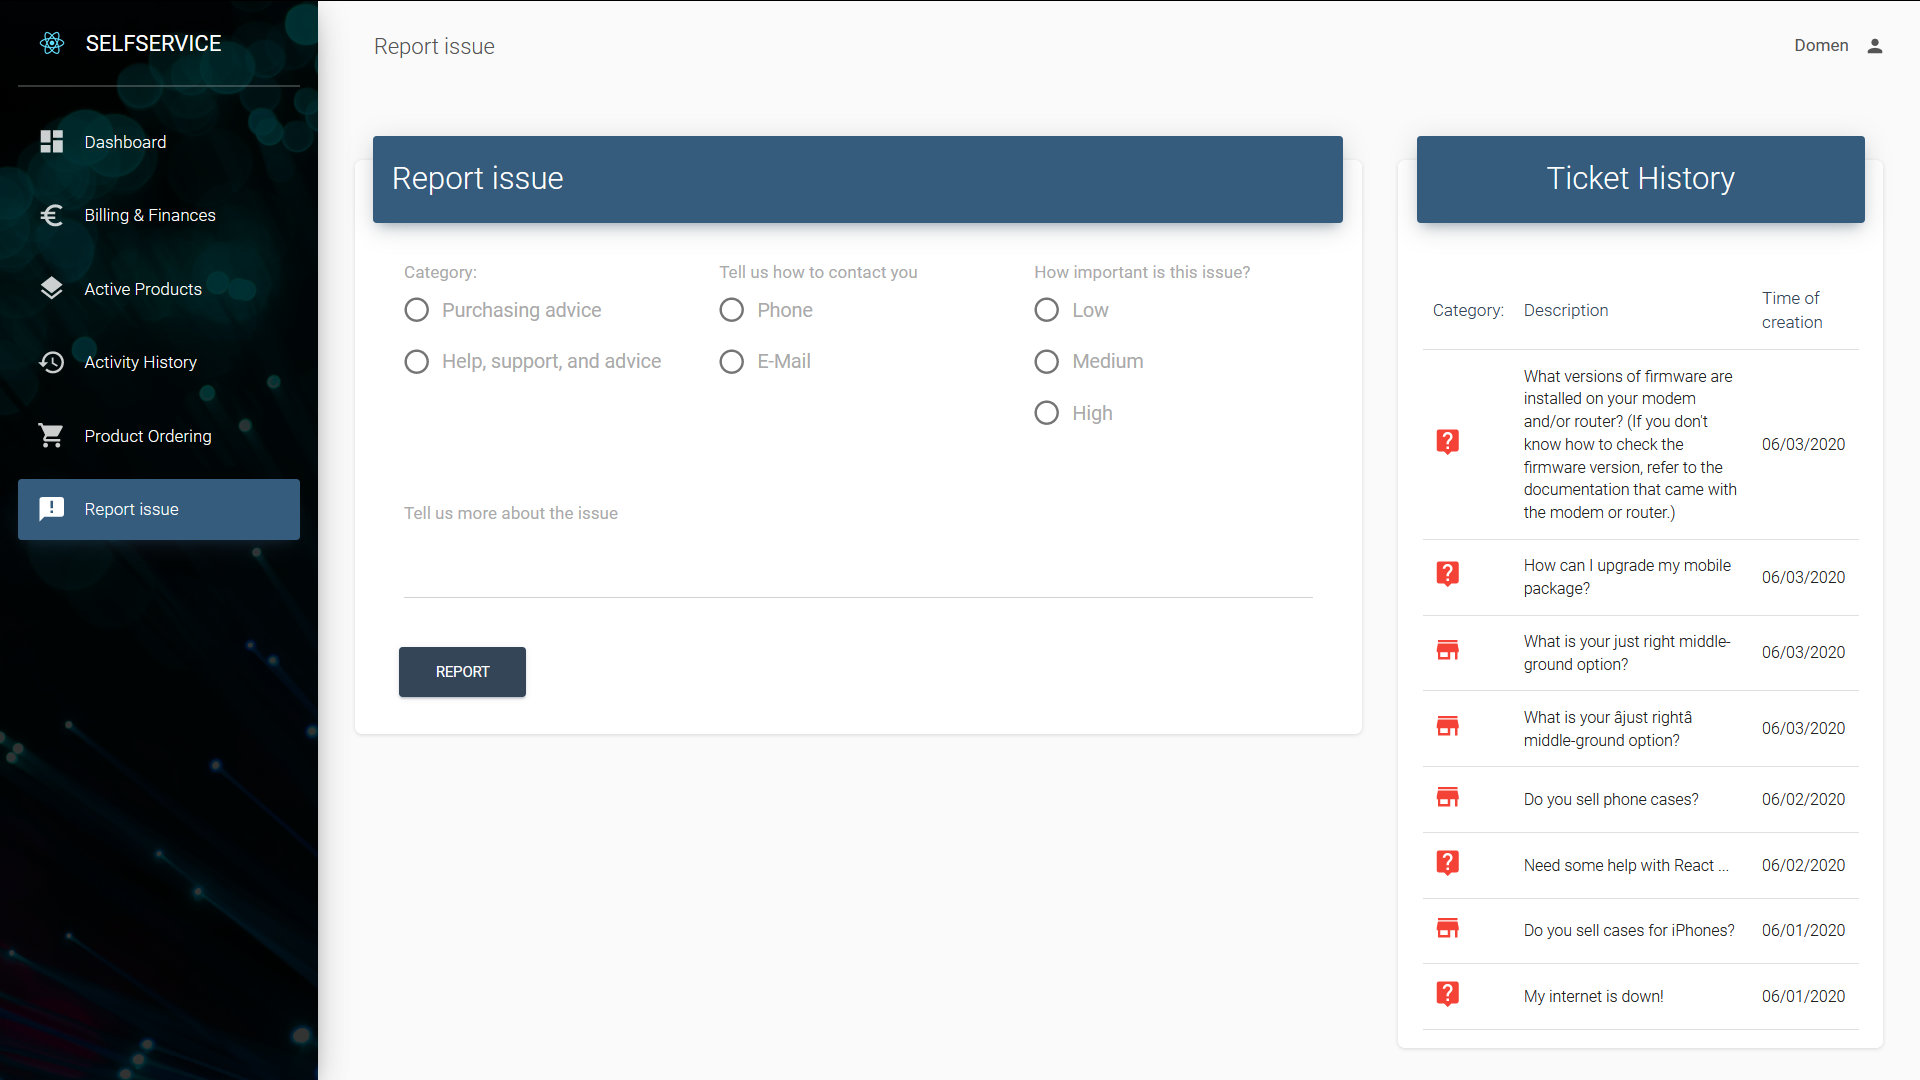 SELFSERVICE
Dashboard
Billing & Finances
Active Products
Activity History
Product Ordering
Report issue
Report issue
Domen
Report issue
Category:
Purchasing advice
Help, support, and advice
Tell us how to contact you
Phone
E-Mail
How important is this issue?
Low
Medium
High
Tell us more about the issue
REPORT
Ticket History
Category:
Description
Time of
creation
What versions of firmware are
installed on your modem
and/or router? (If you don't
know how to check the
firmware version, refer to the
documentation that came with
the modem or router.)
06/03/2020
How can I upgrade my mobile
package?
06/03/2020
What is your just right middle-
ground option?
06/03/2020
What is your âjust rightâ
middle-ground option?
06/03/2020
Do you sell phone cases?
06/02/2020
Need some help with React ...
06/02/2020
Do you sell cases for iPhones?
06/01/2020
My internet is down!
06/01/2020